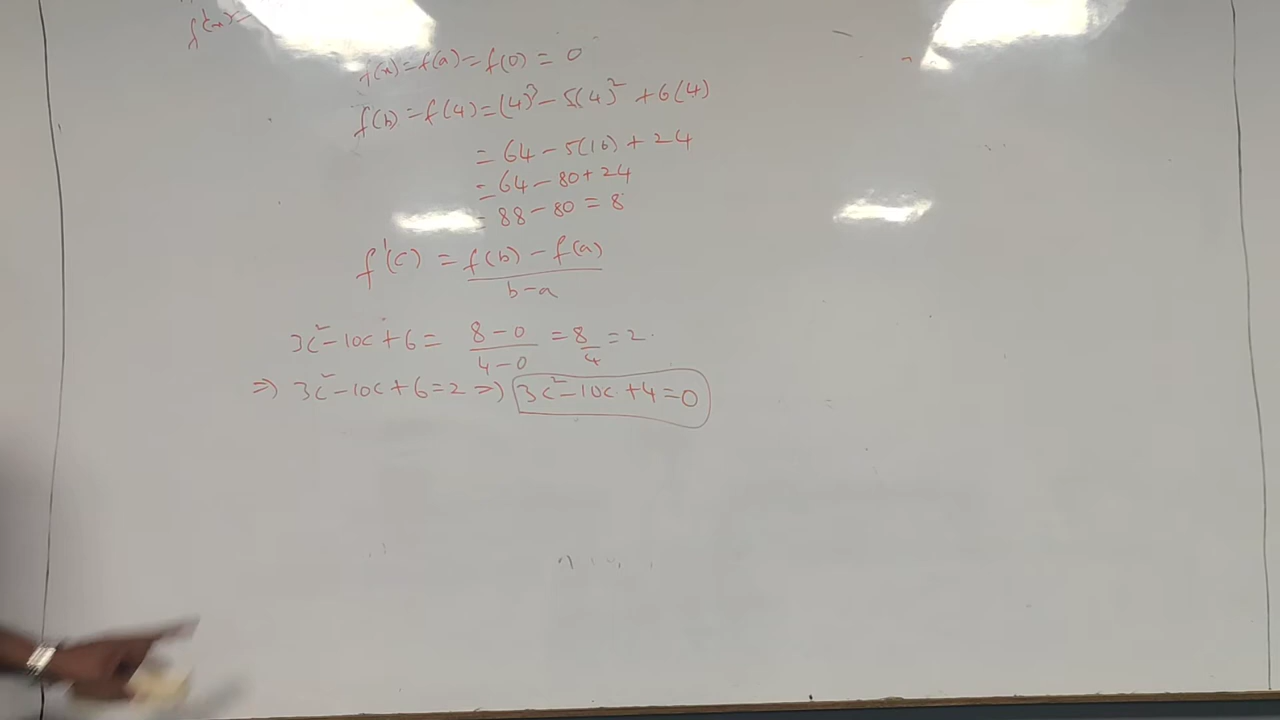 f'(x)=
f(x)=f(a)=f(0)=0
f(b)=f(4)=(4)³-5(4)²+6(4)
=64-5(16)+24
=64-80+24
=88-80=8
f'(c)=f(b)-f(a)/b-a
3c²-10c+6=8-0/4-0=8/4=2.
⇒3c²-10c+6=2⇒3c²-10c+4=0